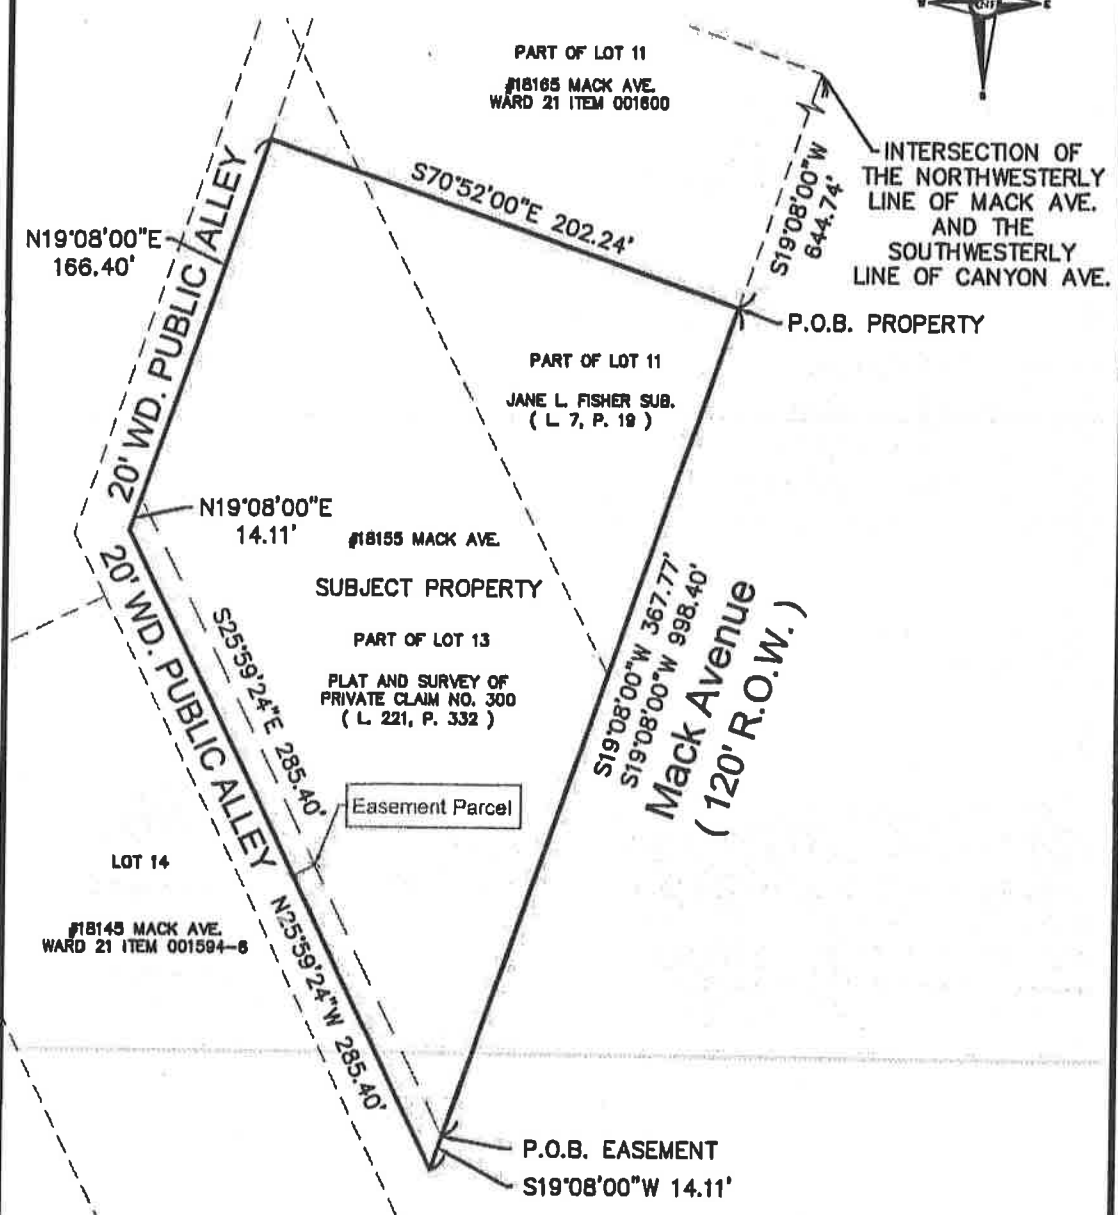 PART OF LOT 11
#18165 MACK AVE.
WARD 21 ITEM 001600
INTERSECTION OF
THE NORTHWESTERLY
LINE OF MACK AVE.
AND THE
SOUTHWESTERLY
LINE OF CANYON AVE.
S19°08'00"W
644.74'
S70°52'00"E 202.24'
N19°08'00"E
166.40'
20' WD. PUBLIC ALLEY
P.O.B. PROPERTY
PART OF LOT 11
JANE L. FISHER SUB.
( L. 7, P. 19 )
N19°08'00"E
14.11'
#18155 MACK AVE.
SUBJECT PROPERTY
PART OF LOT 13
PLAT AND SURVEY OF
PRIVATE CLAIM NO. 300
( L. 221, P. 332 )
S19°08'00"W 367.77'
S19°08'00"W 998.40'
Mack Avenue
( 120' R.O.W. )
20' WD. PUBLIC ALLEY
S25°59'24"E 285.40'
Easement Parcel
LOT 14
#18145 MACK AVE.
WARD 21 ITEM 001594-6
N25°59'24"W 285.40'
P.O.B. EASEMENT
S19°08'00"W 14.11'